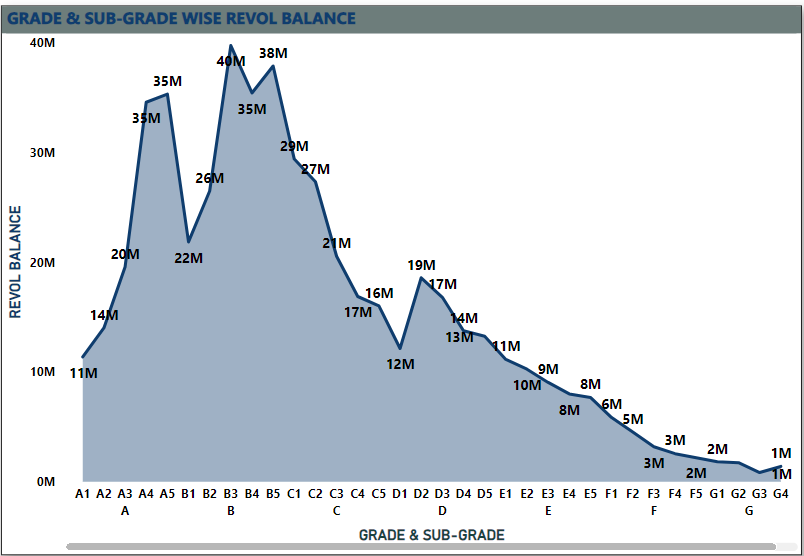 GRADE & SUB-GRADE WISE REVOL BALANCE
40M
30M
20M
10M
0M
REVOL BALANCE
11M
14M
20M
35M
35M
22M
26M
40M
35M
38M
29M
27M
21M
17M
16M
12M
19M
17M
14M
13M
11M
10M
9M
8M
8M
6M
5M
3M
3M
2M
2M
1M
1M
A1 A2 A3 A4 A5 B1 B2 B3 B4 B5 C1 C2 C3 C4 C5 D1 D2 D3 D4 D5 E1 E2 E3 E4 E5 F1 F2 F3 F4 F5 G1 G2 G3 G4
A B C D E F G
GRADE & SUB-GRADE